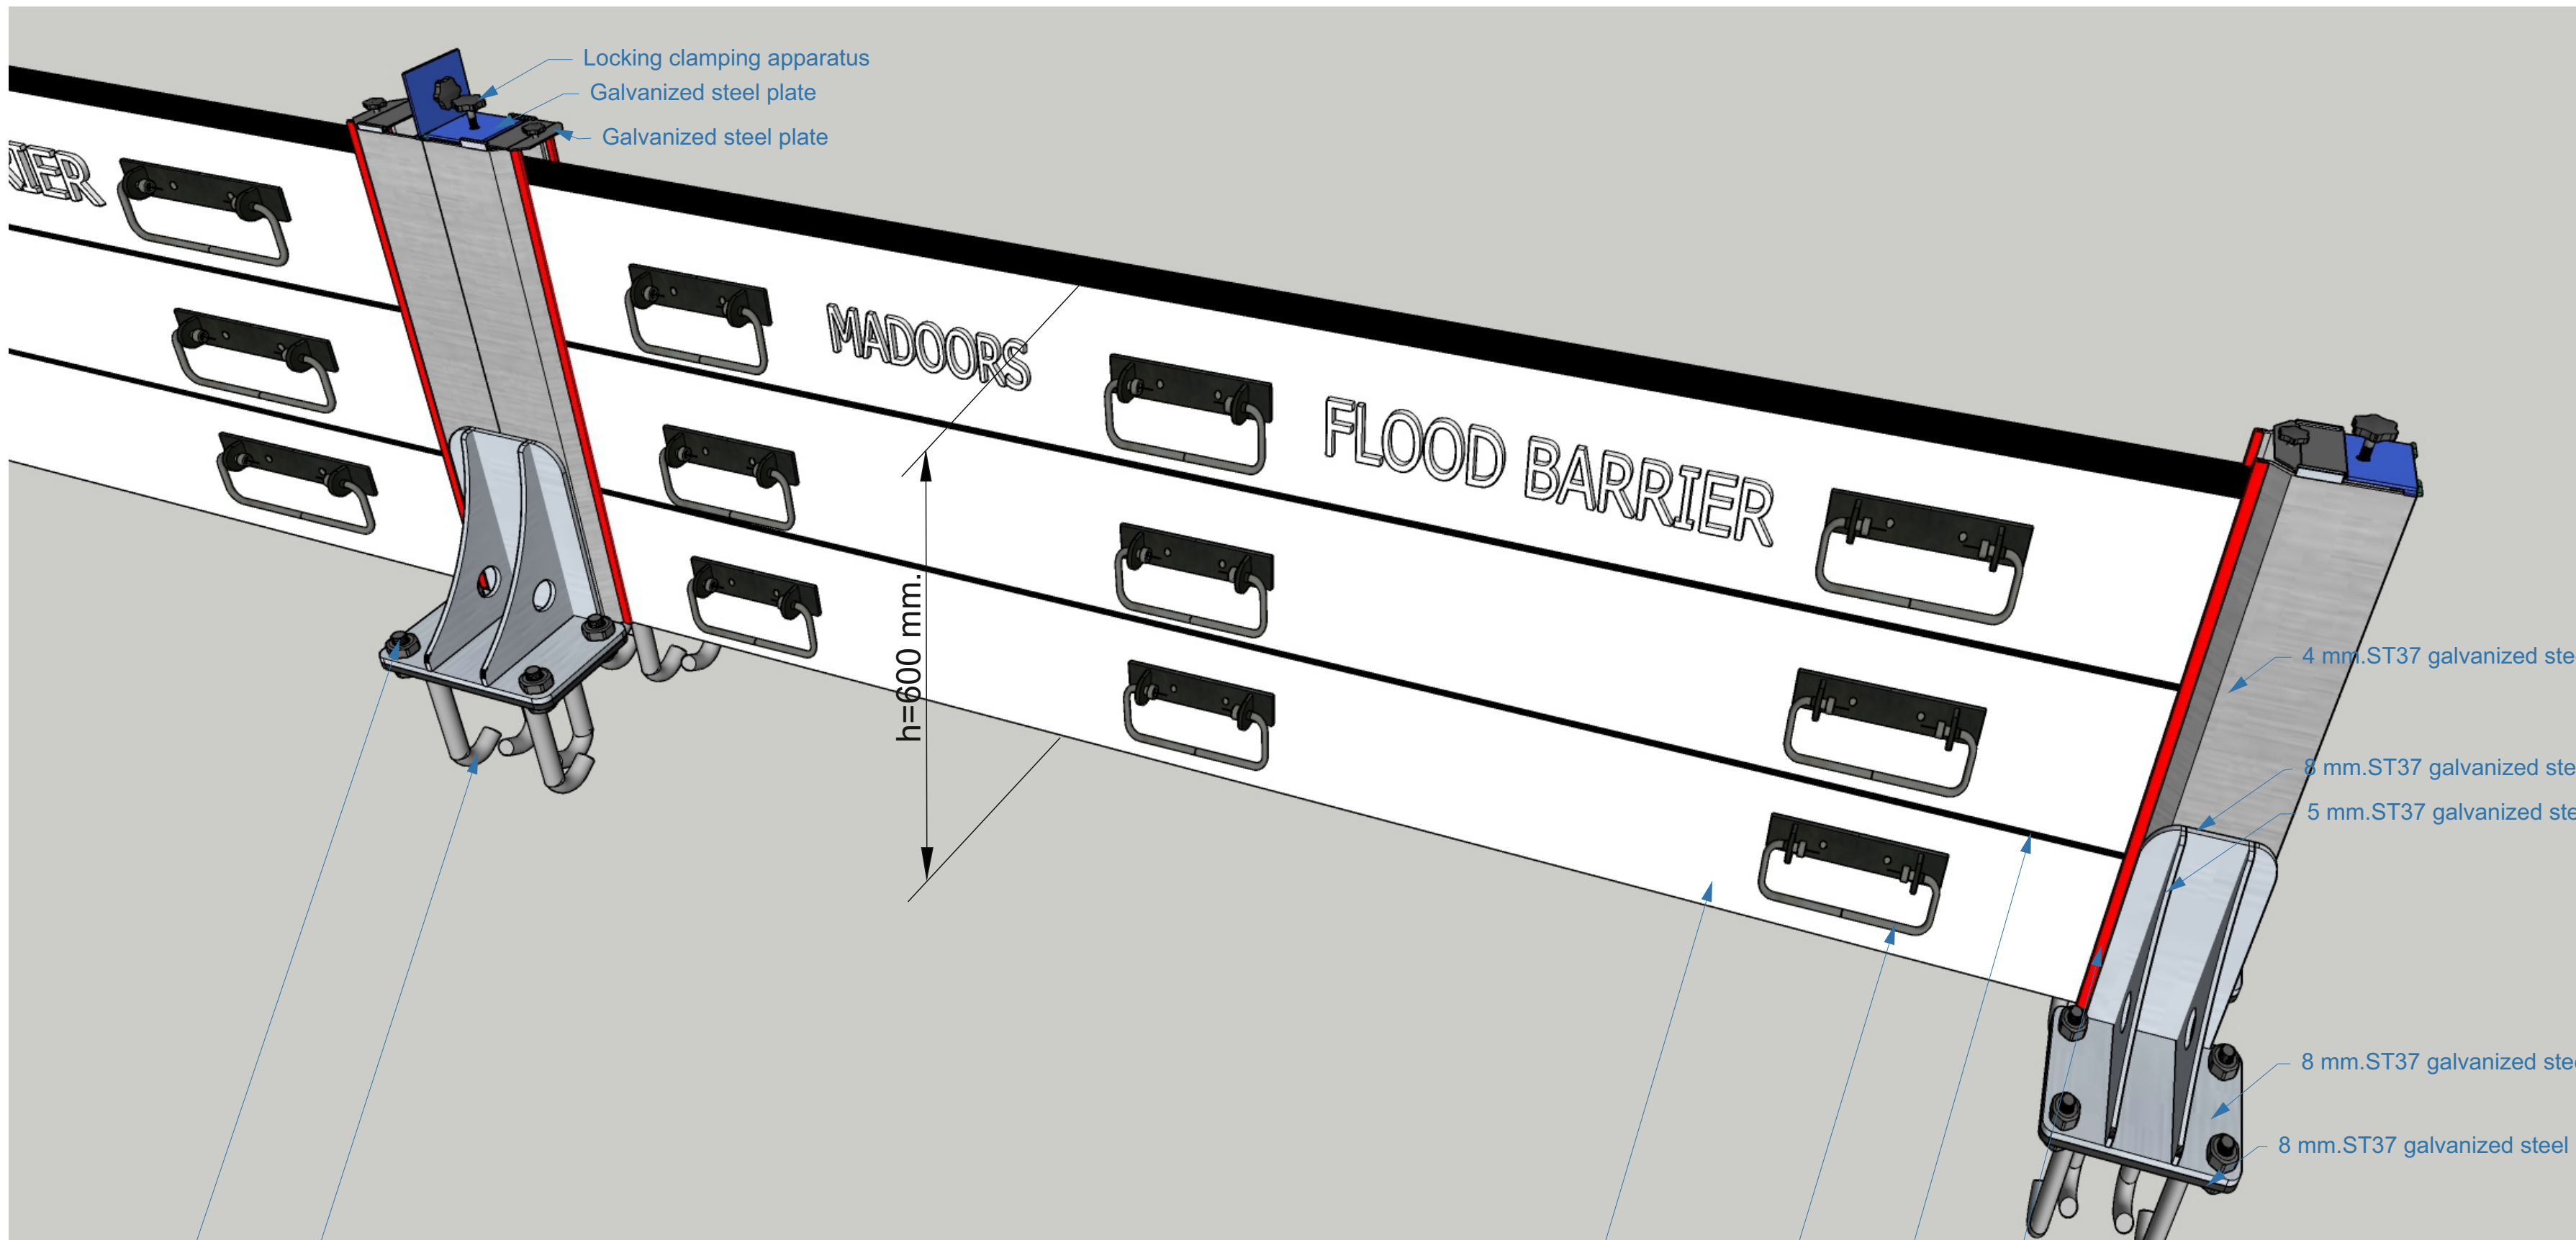 Locking clamping apparatus
Galvanized steel plate
Galvanized steel plate
RIER
MADOORS
FLOOD BARRIER
h=600 mm.
4 mm.ST37 galvanized ste
8 mm.ST37 galvanized ste
5 mm.ST37 galvanized ste
8 mm.ST37 galvanized stee
8 mm.ST37 galvanized steel